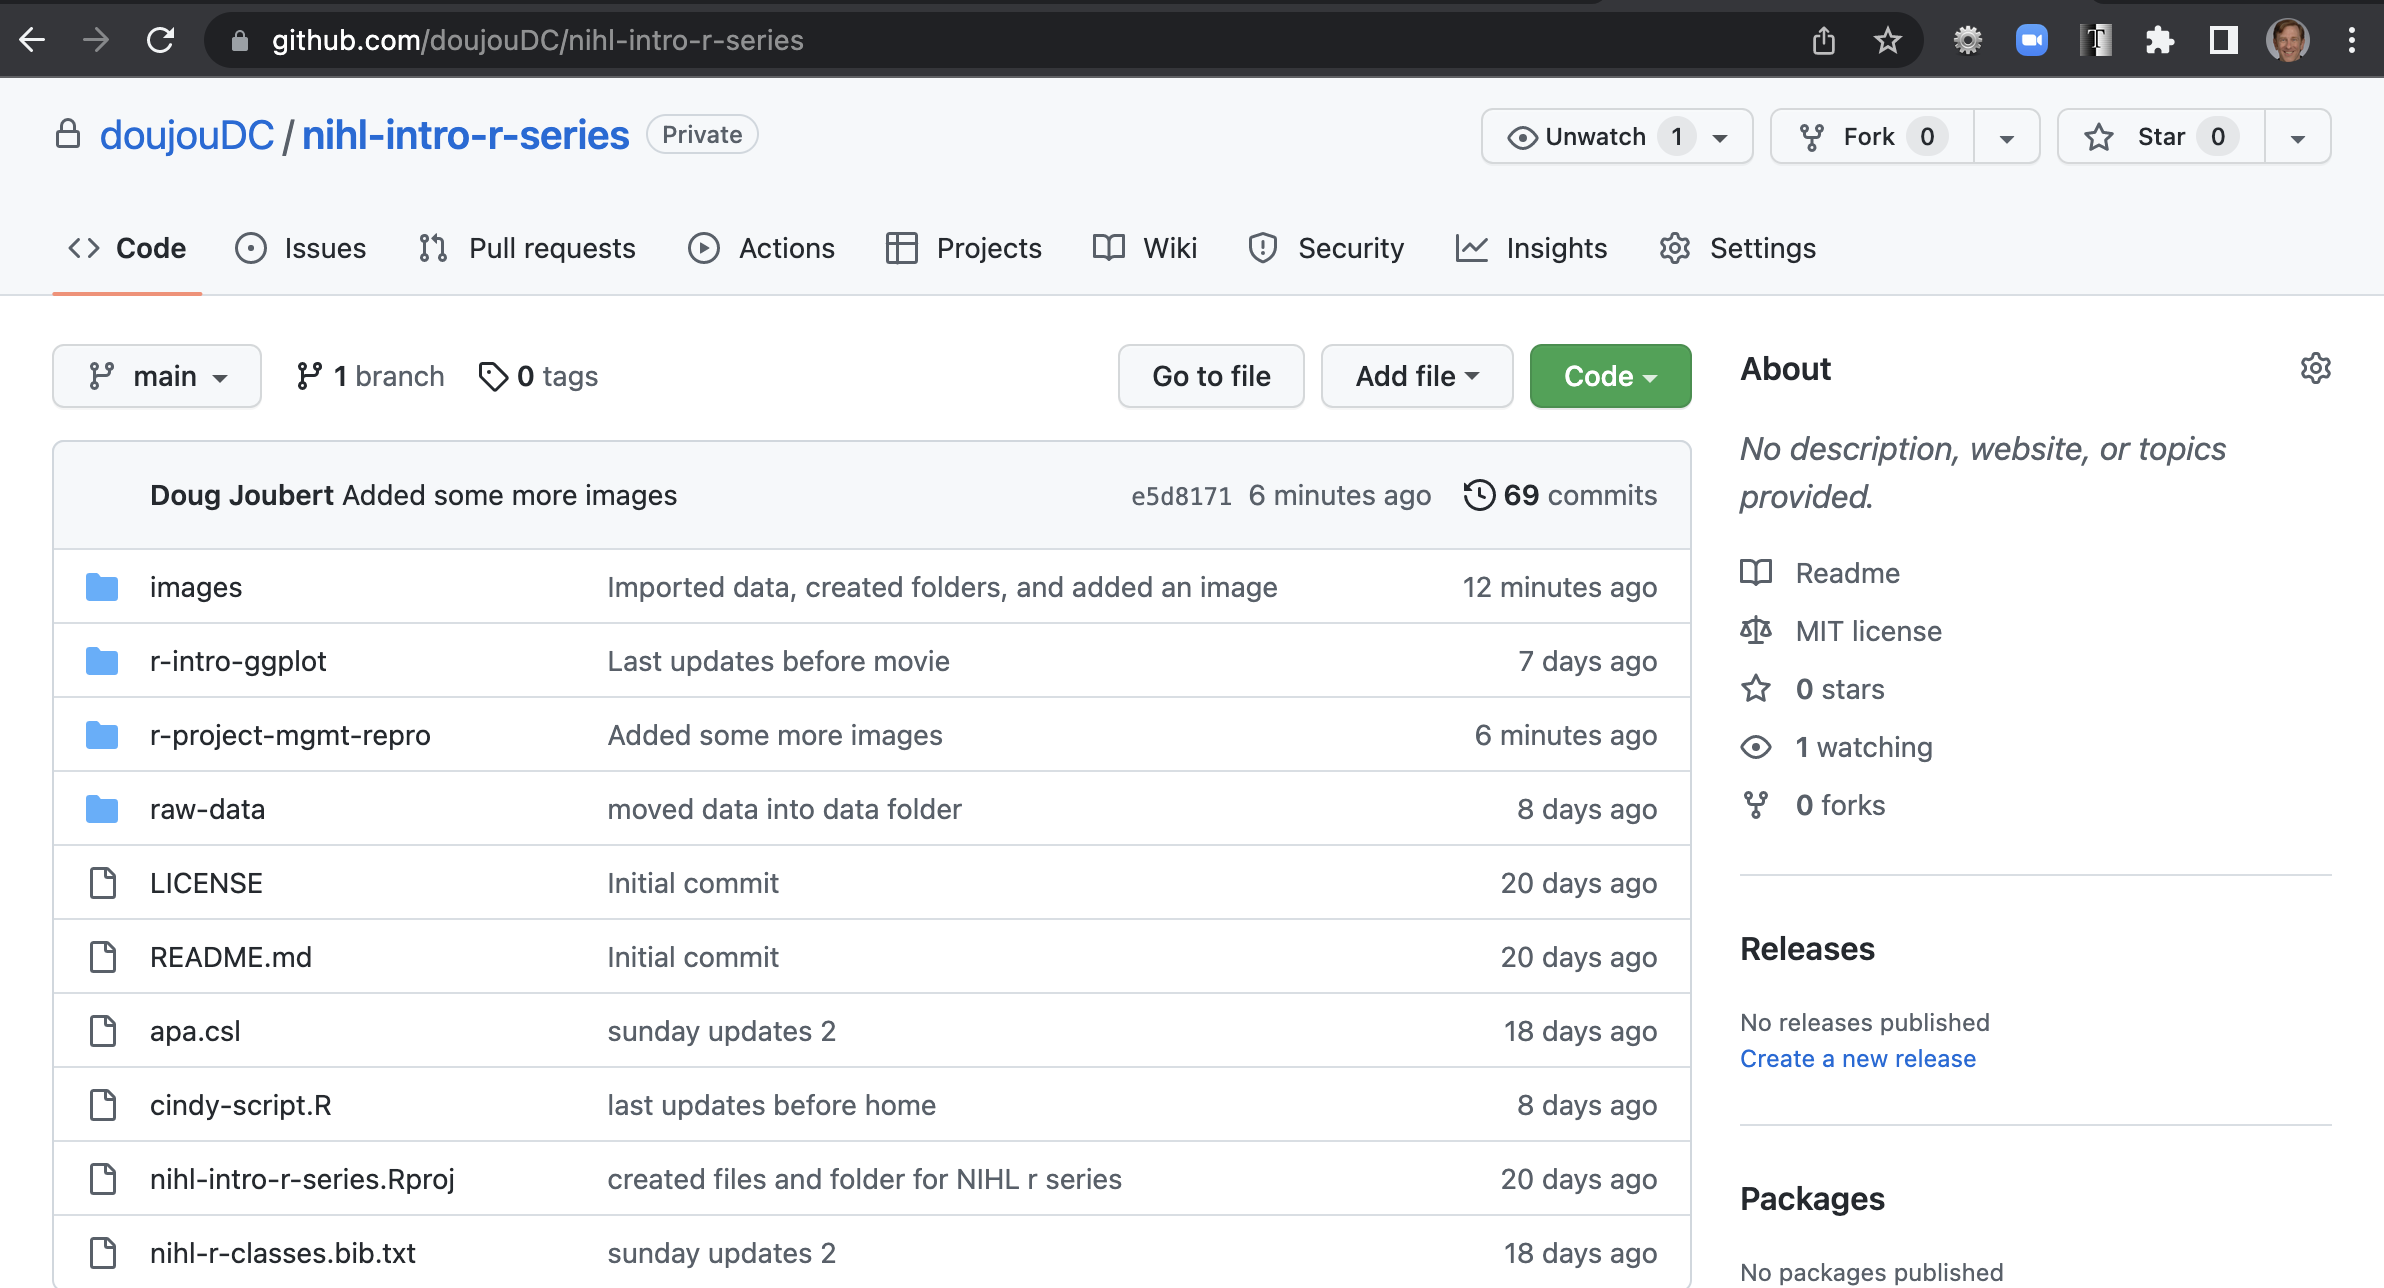 github.com/doujouDC/nihl-intro-r-series
T
doujouDC / nihl-intro-r-series Private
Unwatch 1 Fork 0 Star 0
Code Issues Pull requests Actions Projects Wiki Security Insights Settings
main 1 branch 0 tags Go to file Add file Code
Doug Joubert Added some more images e5d8171 6 minutes ago 69 commits
images Imported data, created folders, and added an image 12 minutes ago
r-intro-ggplot Last updates before movie 7 days ago
r-project-mgmt-repro Added some more images 6 minutes ago
raw-data moved data into data folder 8 days ago
LICENSE Initial commit 20 days ago
README.md Initial commit 20 days ago
apa.csl sunday updates 2 18 days ago
cindy-script.R last updates before home 8 days ago
nihl-intro-r-series.Rproj created files and folder for NIHL r series 20 days ago
nihl-r-classes.bib.txt sunday updates 2 18 days ago
About
No description, website, or topics
provided.
Readme
MIT license
0 stars
1 watching
0 forks
Releases
No releases published
Create a new release
Packages
No packages published